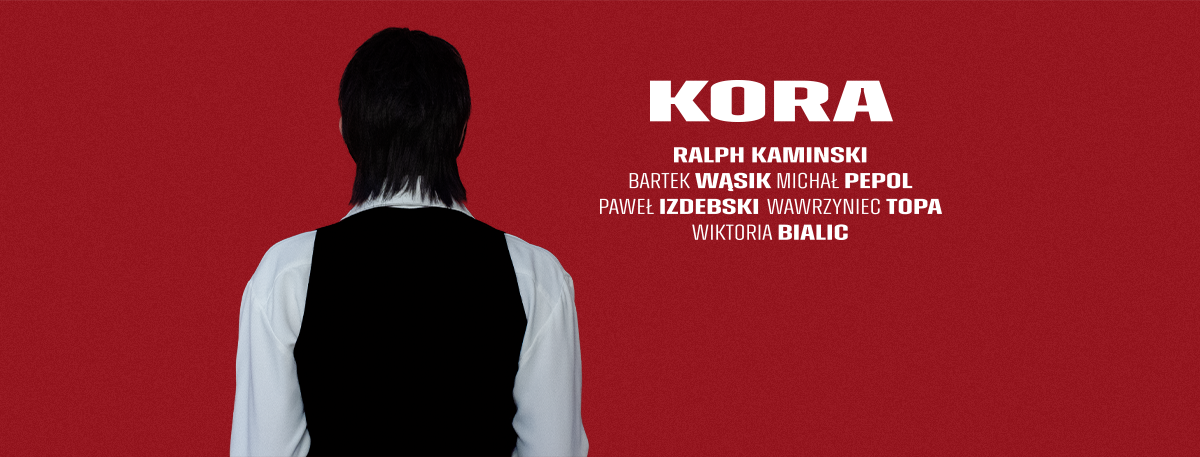 KORA
RALPH KAMINSKI
BARTEK WĄSIK MICHAŁ PEPOL
PAWEŁ IZDEBSKI WAWRZYNIEC TOPA
WIKTORIA BIALIC